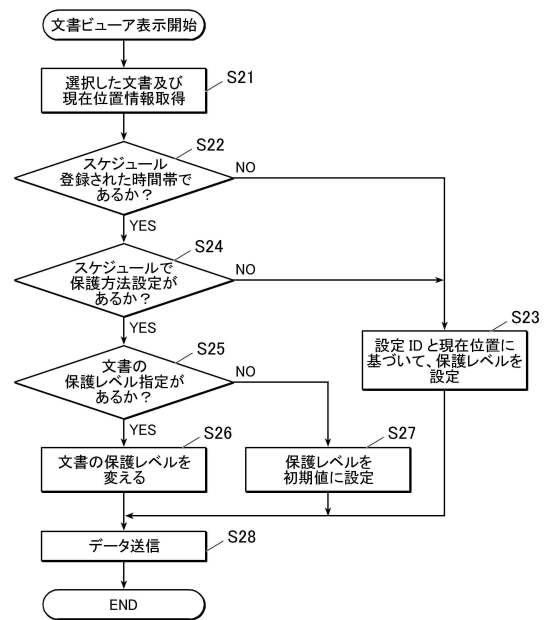 文書ビューア表示開始
S21
選択した文書及び
現在位置情報取得
S22
スケジュール
登録された時間帯で
あるか？
NO
YES
S24
スケジュールで
保護方法設定が
あるか？
NO
YES
S23
設定 ID と現在位置に
基づいて、保護レベルを
設定
S25
文書の
保護レベル指定が
あるか？
NO
YES
S26
文書の保護レベルを
変える
S27
保護レベルを
初期値に設定
S28
データ送信
END